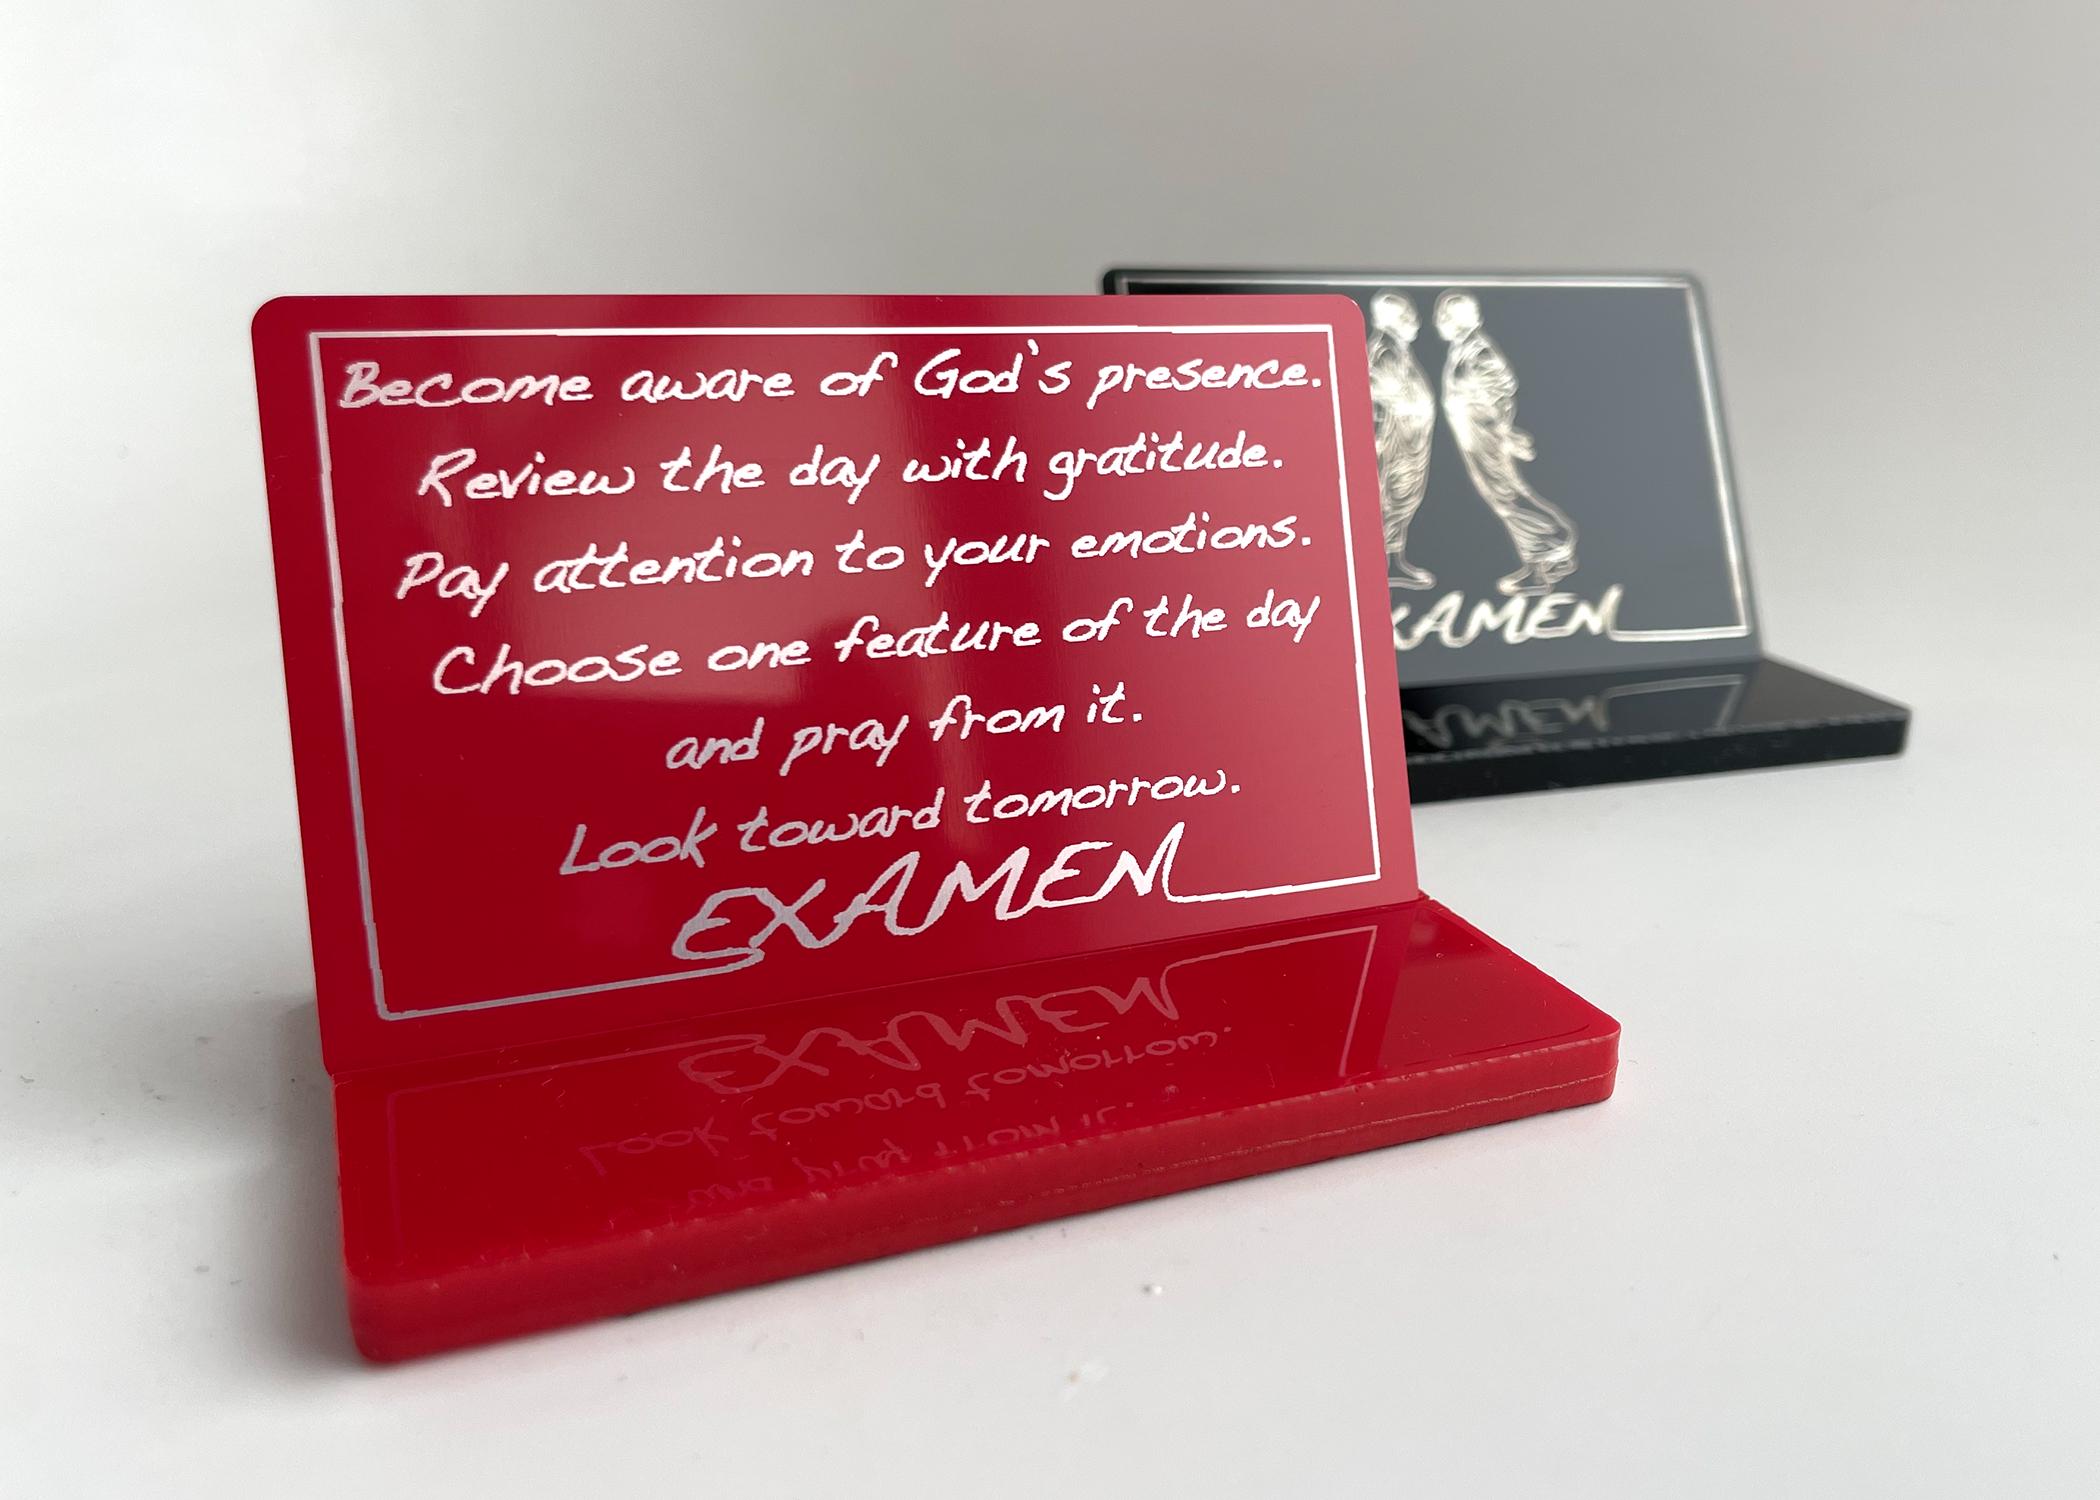 Become aware of God's presence.
Review the day with gratitude.
Pay attention to your emotions.
Choose one feature of the day
and pray from it.
Look toward tomorrow.
EXAMEN
XAMEN